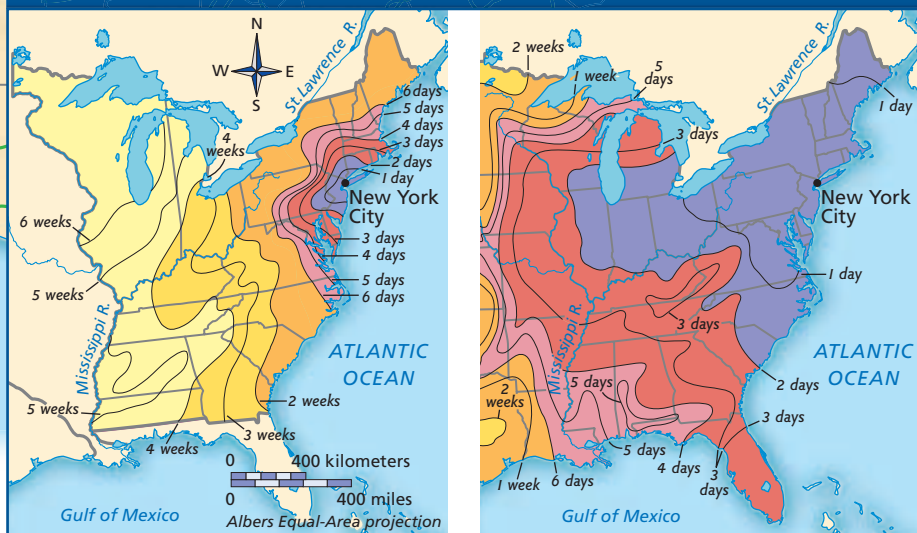 N
W
E
S
St. Lawrence R.
6 days
5 days
4 days
3 days
2 days
1 day
New York
City
4
weeks
6 weeks
5 weeks
3 days
4 days
5 days
6 days
Mississippi R.
ATLANTIC
OCEAN
5 weeks
2 weeks
3 weeks
4 weeks
0 400 kilometers
0 400 miles
Gulf of Mexico
Albers Equal-Area projection
2 weeks
1 week
5
days
St. Lawrence R.
1 day
3 days
New York
City
1 day
Mississippi R.
3 days
ATLANTIC
OCEAN
2 days
5 days
2
weeks
3 days
5 days
4 days
3
days
1 week
6 days
Gulf of Mexico